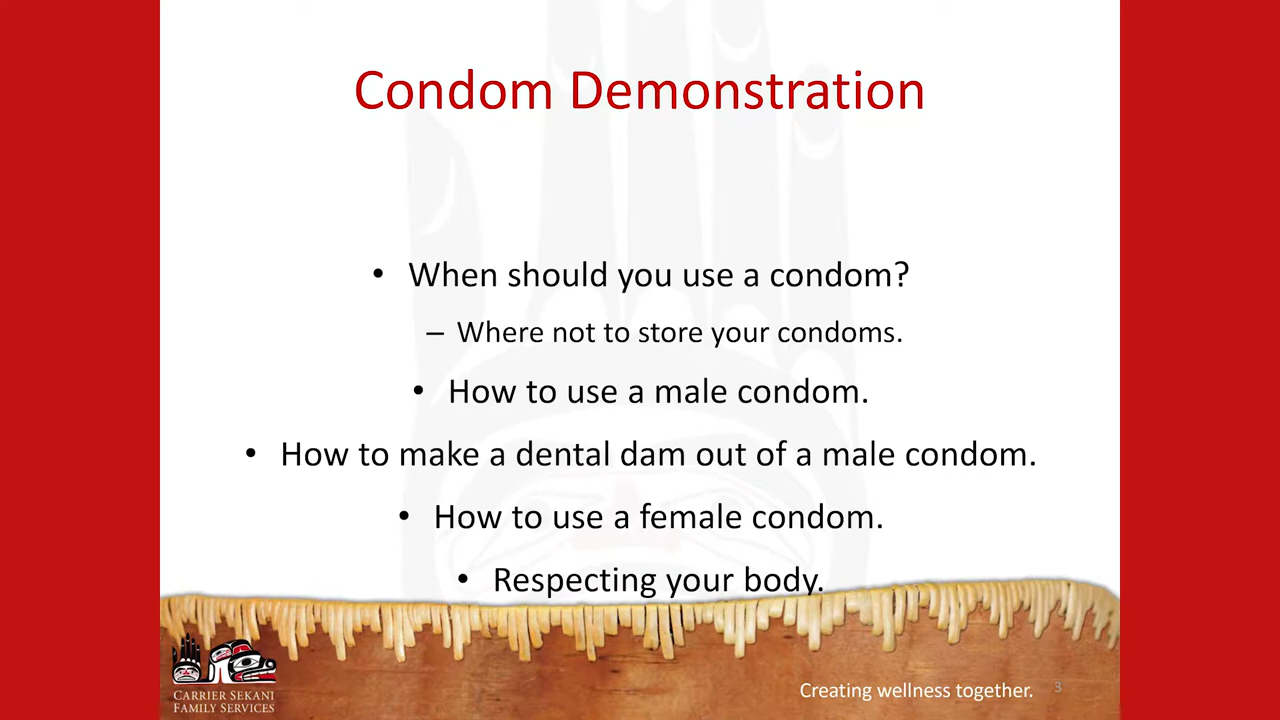 Condom Demonstration
• When should you use a condom?
– Where not to store your condoms.
• How to use a male condom.
• How to make a dental dam out of a male condom.
• How to use a female condom.
• Respecting your body.
CARRIER SEKANI
FAMILY SERVICES
Creating wellness together.
3